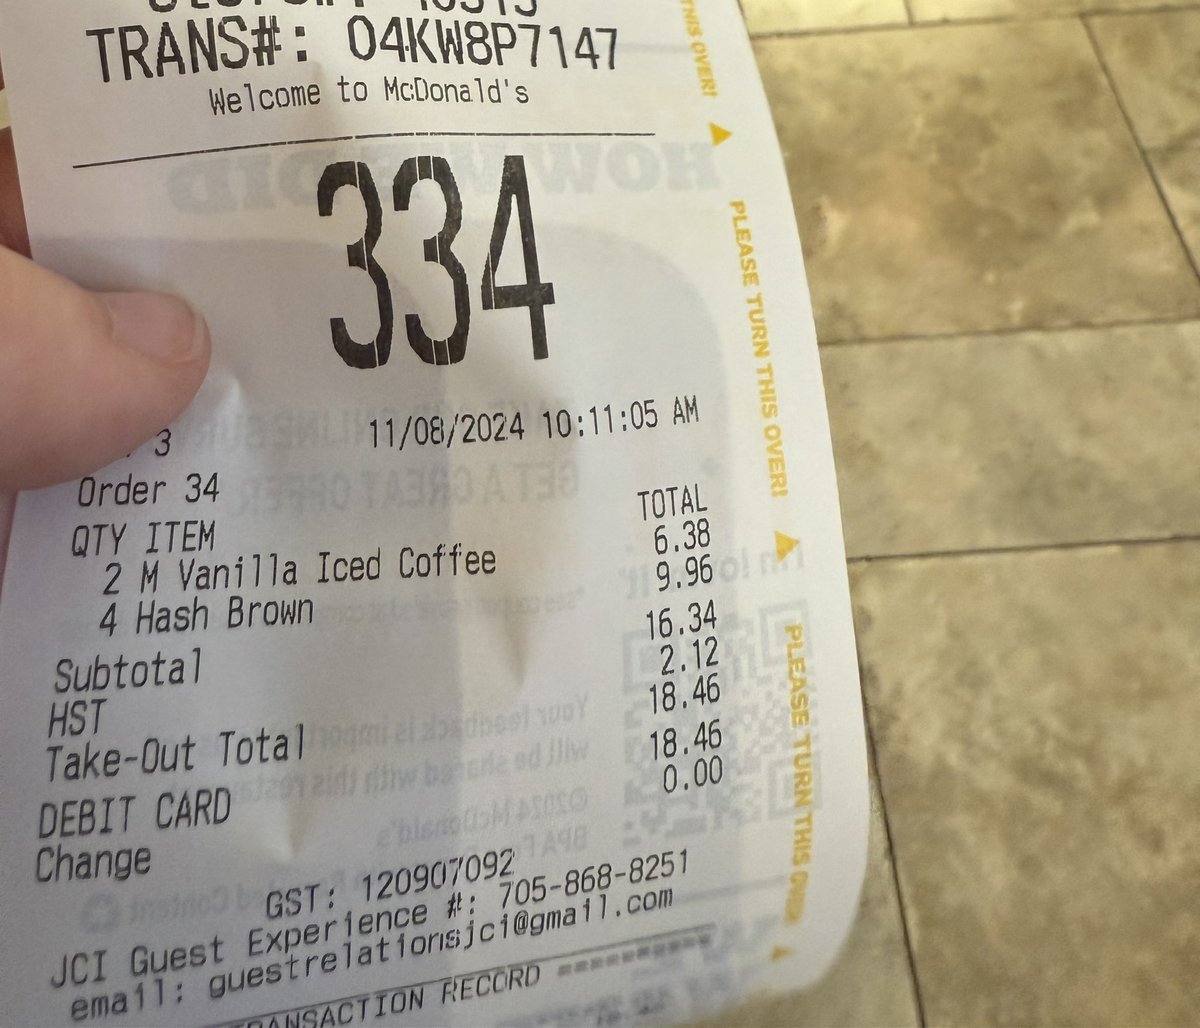 TRANS#: 04KW8P7147
Welcome to McDonald's
334
3 11/08/2024 10:11:05 AM
Order 34
QTY ITEM TOTAL
2 M Vanilla Iced Coffee 6.38
4 Hash Brown 9.96
Subtotal 16.34
HST 2.12
Take-Out Total 18.46
DEBIT CARD 18.46
Change 0.00
GST: 120907092
JCI Guest Experience #: 705-868-8251
email: guestrelationsjci@gmail.com
TRANSACTION RECORD
THIS OVER!
PLEASE TURN THIS OVER!
PLEASE TURN THIS OVER!